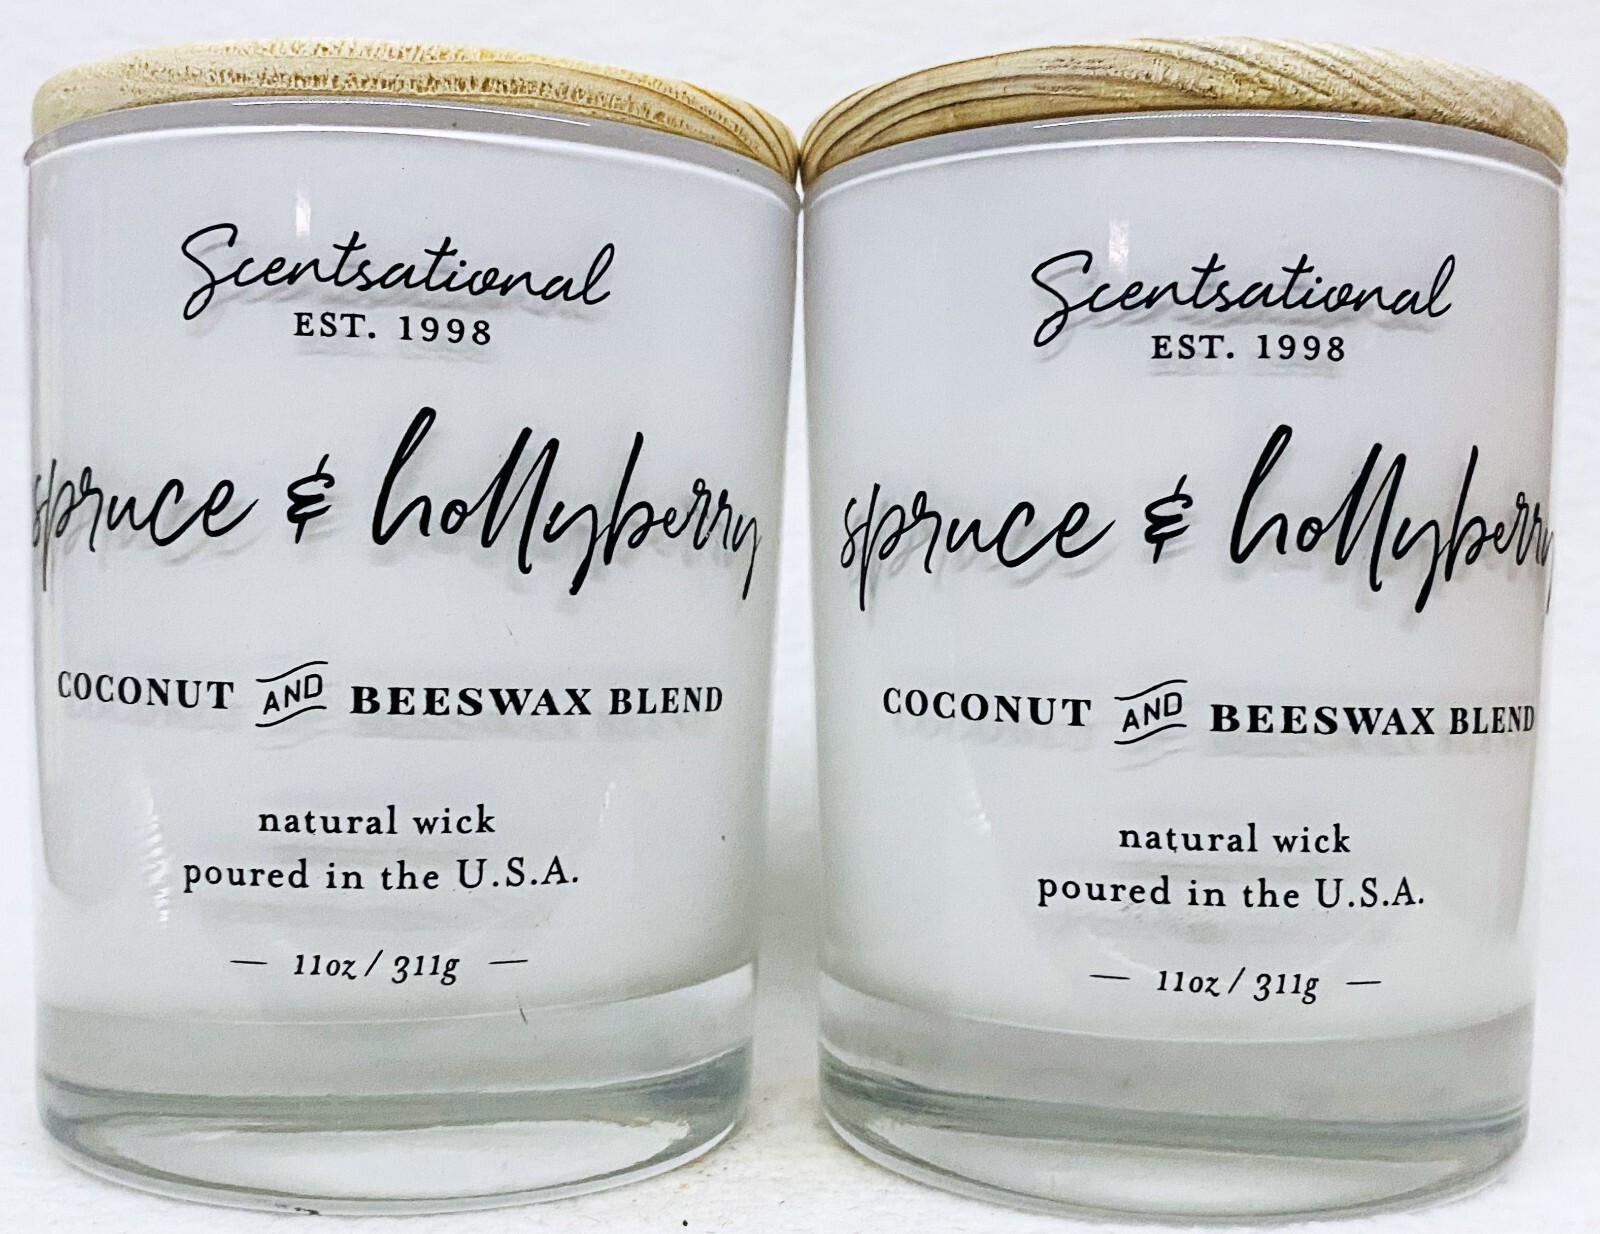 Scentsational
EST. 1998
spruce & hollyberry
COCONUT AND BEESWAX BLEND
natural wick
poured in the U.S.A.
— 11oz / 311g —
Scentsational
EST. 1998
spruce & hollyberry
COCONUT AND BEESWAX BLEND
natural wick
poured in the U.S.A.
— 11oz / 311g —